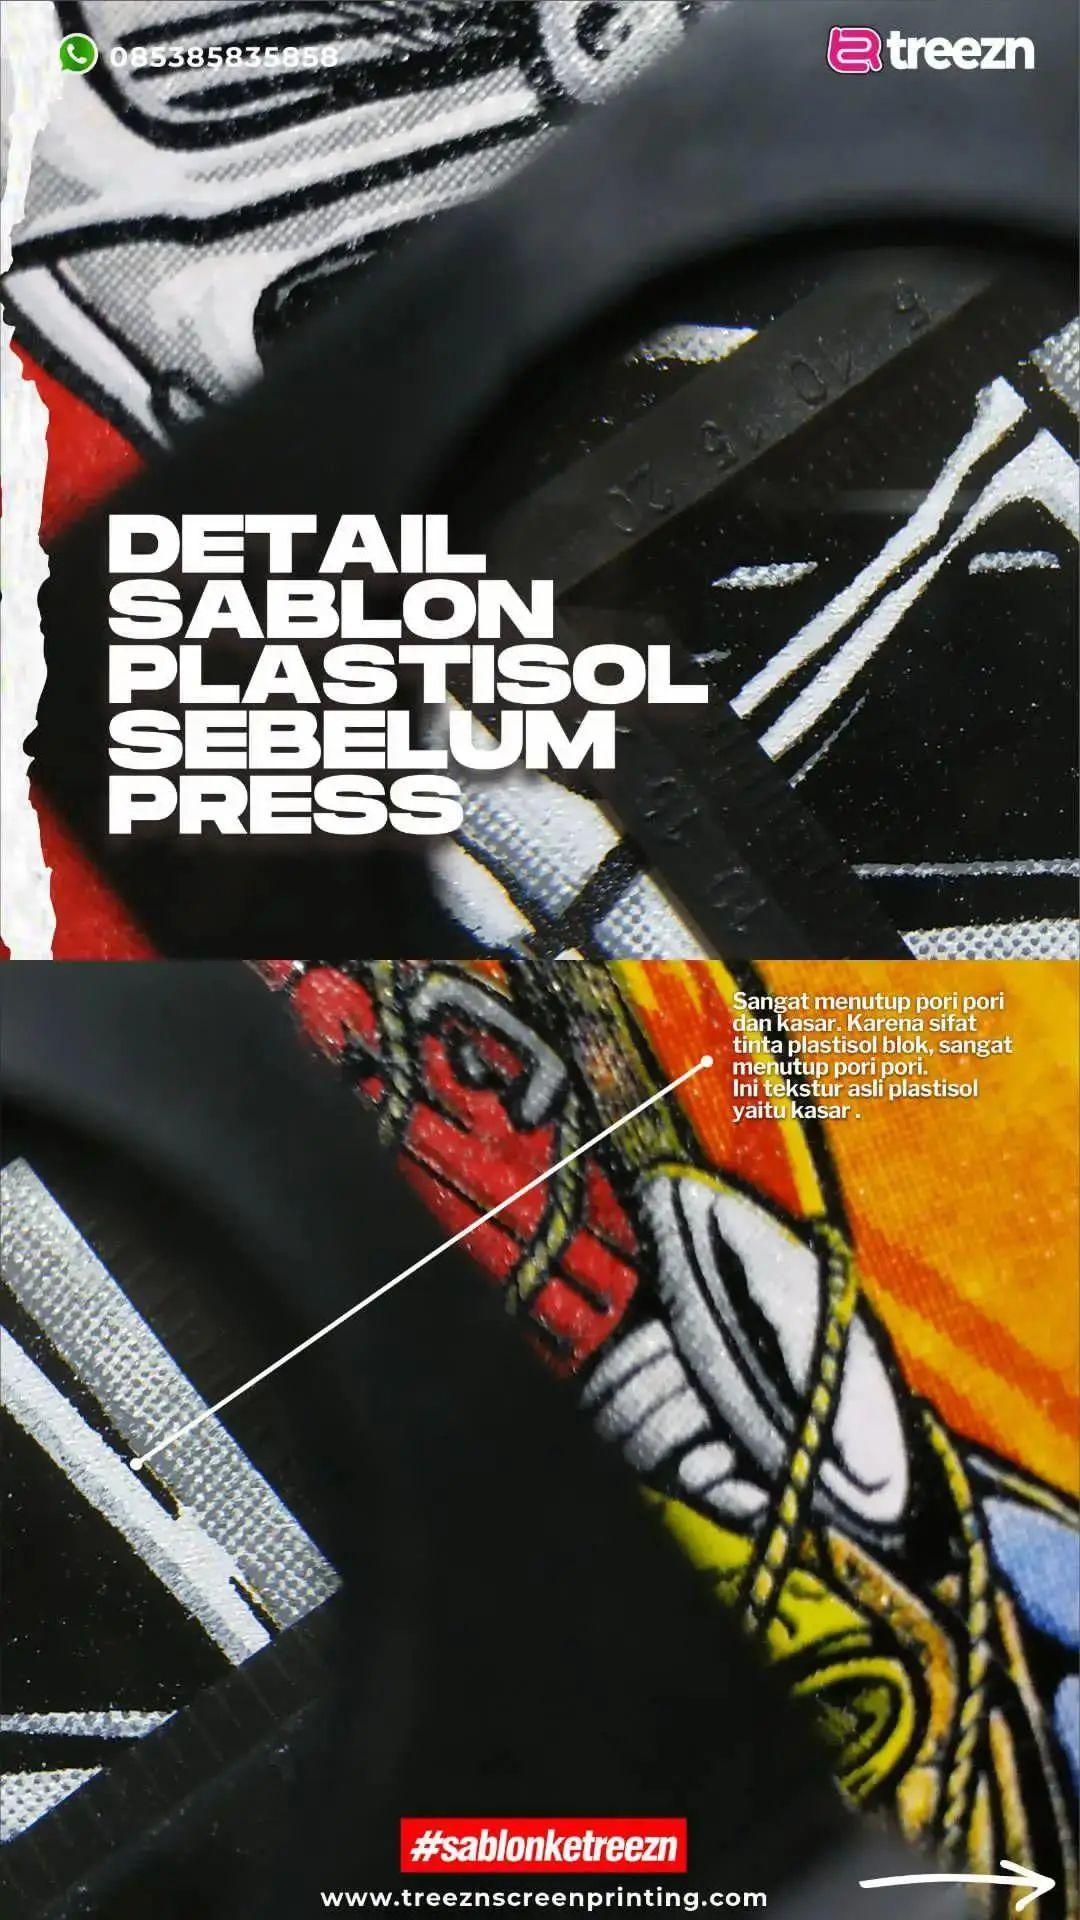 085385835858
treezn
DETAIL
SABLON
PLASTISOL
SEBELUM
PRESS
Sangat menutup pori pori
dan kasar. Karena sifat
tinta plastisol blok, sangat
menutup pori pori.
Ini tekstur asli plastisol
yaitu kasar .
#sablonketreezn
www.treeznscreenprinting.com